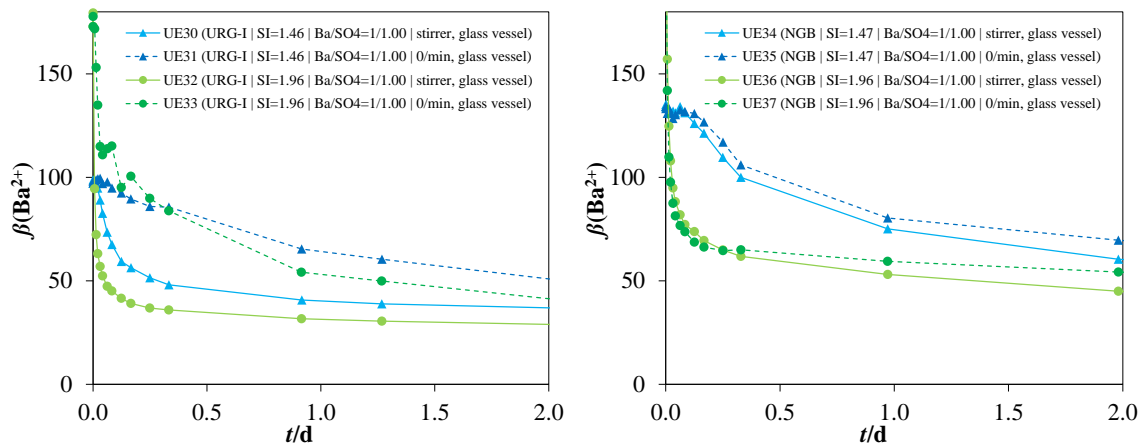 UE30 (URG-I | SI=1.46 | Ba/SO4=1/1.00 | stirrer, glass vessel)
UE31 (URG-I | SI=1.46 | Ba/SO4=1/1.00 | 0/min, glass vessel)
UE32 (URG-I | SI=1.96 | Ba/SO4=1/1.00 | stirrer, glass vessel)
UE33 (URG-I | SI=1.96 | Ba/SO4=1/1.00 | 0/min, glass vessel)
150
100
50
0
β(Ba²⁺)
0.0 0.5 1.0 1.5 2.0
t/d
UE34 (NGB | SI=1.47 | Ba/SO4=1/1.00 | stirrer, glass vessel)
UE35 (NGB | SI=1.47 | Ba/SO4=1/1.00 | 0/min, glass vessel)
UE36 (NGB | SI=1.96 | Ba/SO4=1/1.00 | stirrer, glass vessel)
UE37 (NGB | SI=1.96 | Ba/SO4=1/1.00 | 0/min, glass vessel)
150
100
50
0
β(Ba²⁺)
0.0 0.5 1.0 1.5 2.0
t/d